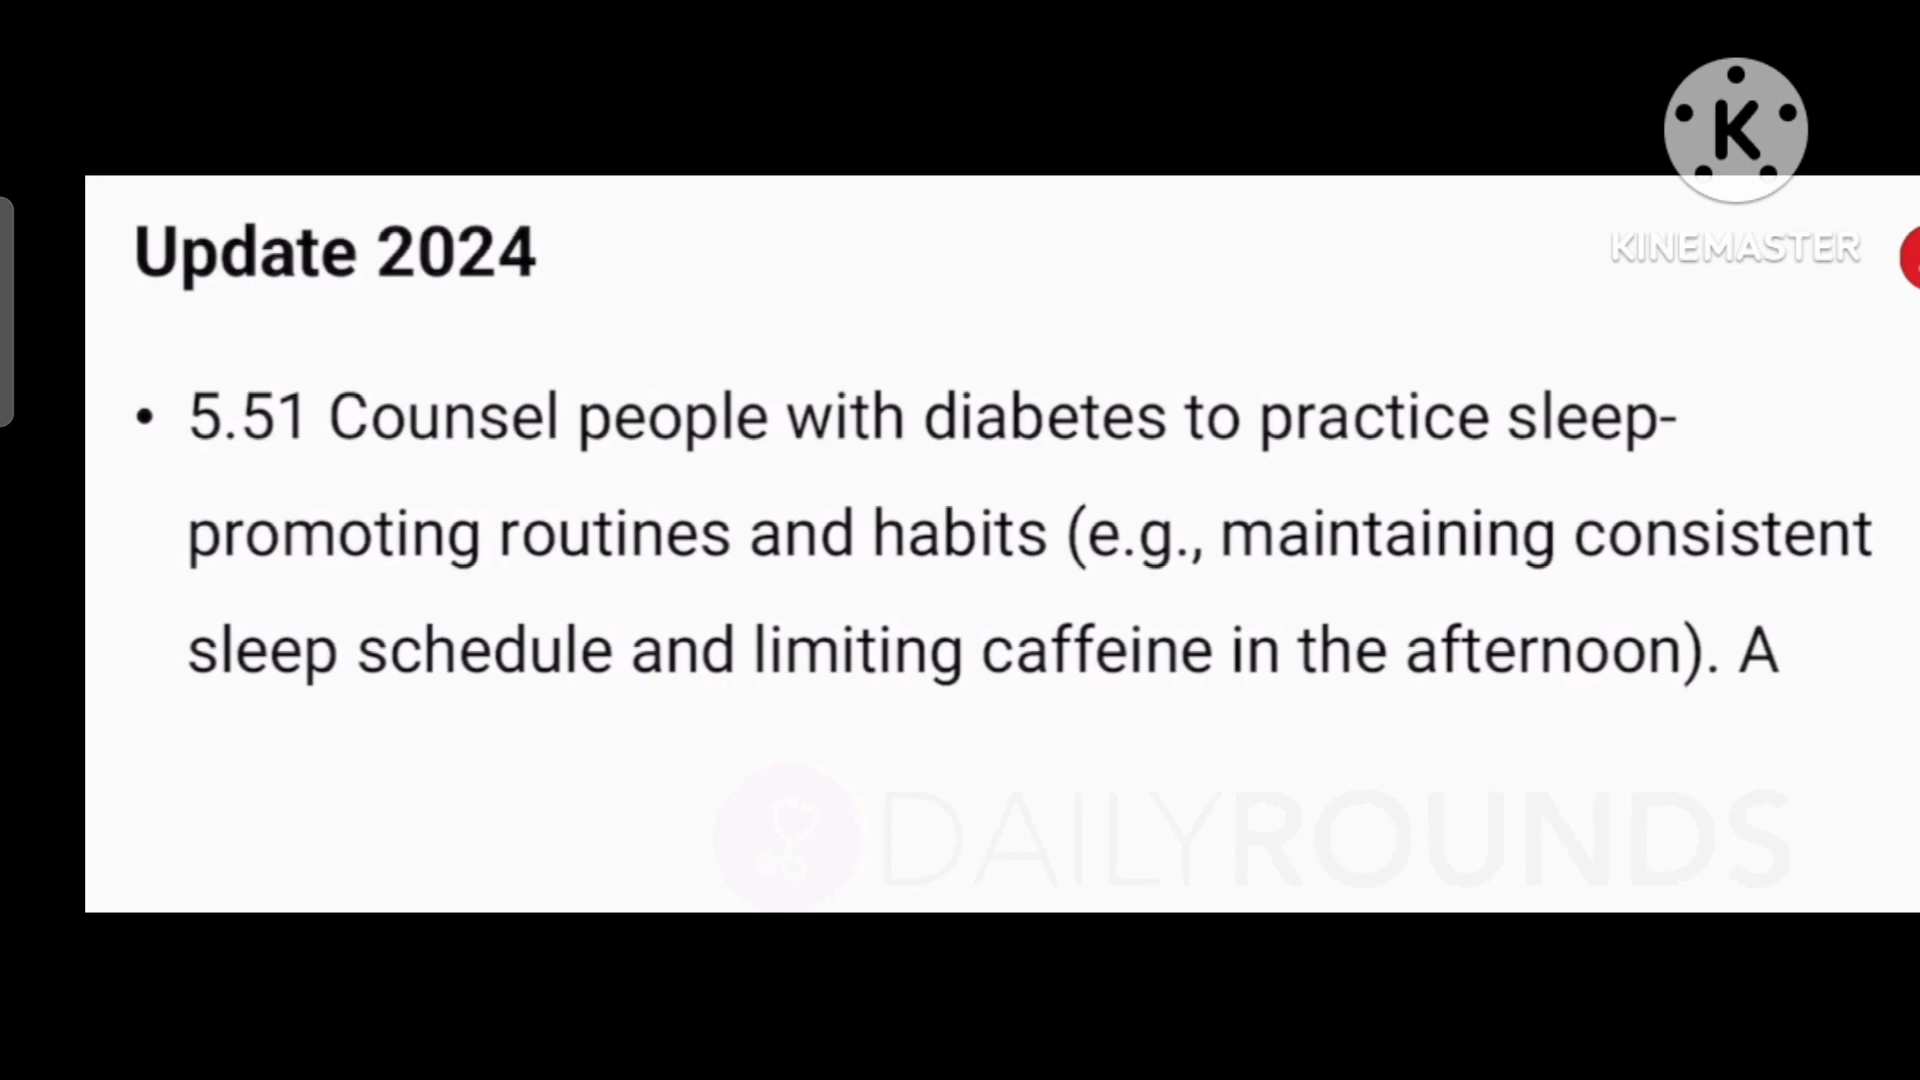 K
KINEMASTER
Update 2024
• 5.51 Counsel people with diabetes to practice sleep-
promoting routines and habits (e.g., maintaining consistent
sleep schedule and limiting caffeine in the afternoon). A
DAILYROUNDS